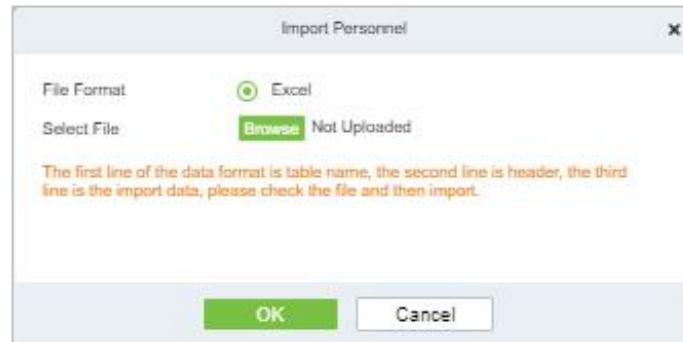 Import Personnel
File Format Excel
Select File Browse Not Uploaded
The first line of the data format is table name, the second line is header, the third
line is the import data, please check the file and then import.
OK Cancel